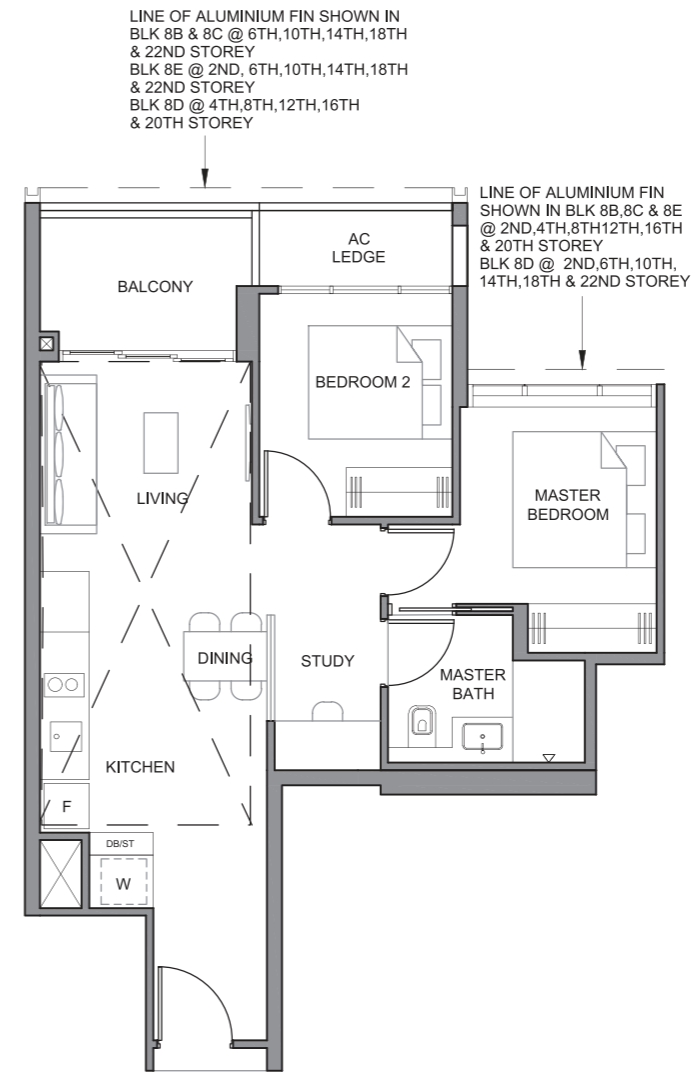 LINE OF ALUMINIUM FIN SHOWN IN
BLK 8B & 8C @ 6TH,10TH,14TH,18TH
& 22ND STOREY
BLK 8E @ 2ND, 6TH,10TH,14TH,18TH
& 22ND STOREY
BLK 8D @ 4TH,8TH,12TH,16TH
& 20TH STOREY
LINE OF ALUMINIUM FIN
SHOWN IN BLK 8B,8C & 8E
@ 2ND,4TH,8TH12TH,16TH
& 20TH STOREY
BLK 8D @  2ND,6TH,10TH,
14TH,18TH & 22ND STOREY
AC
LEDGE
BALCONY
BEDROOM 2
LIVING
MASTER
BEDROOM
DINING
STUDY
MASTER
BATH
KITCHEN
F
DB/ST
W